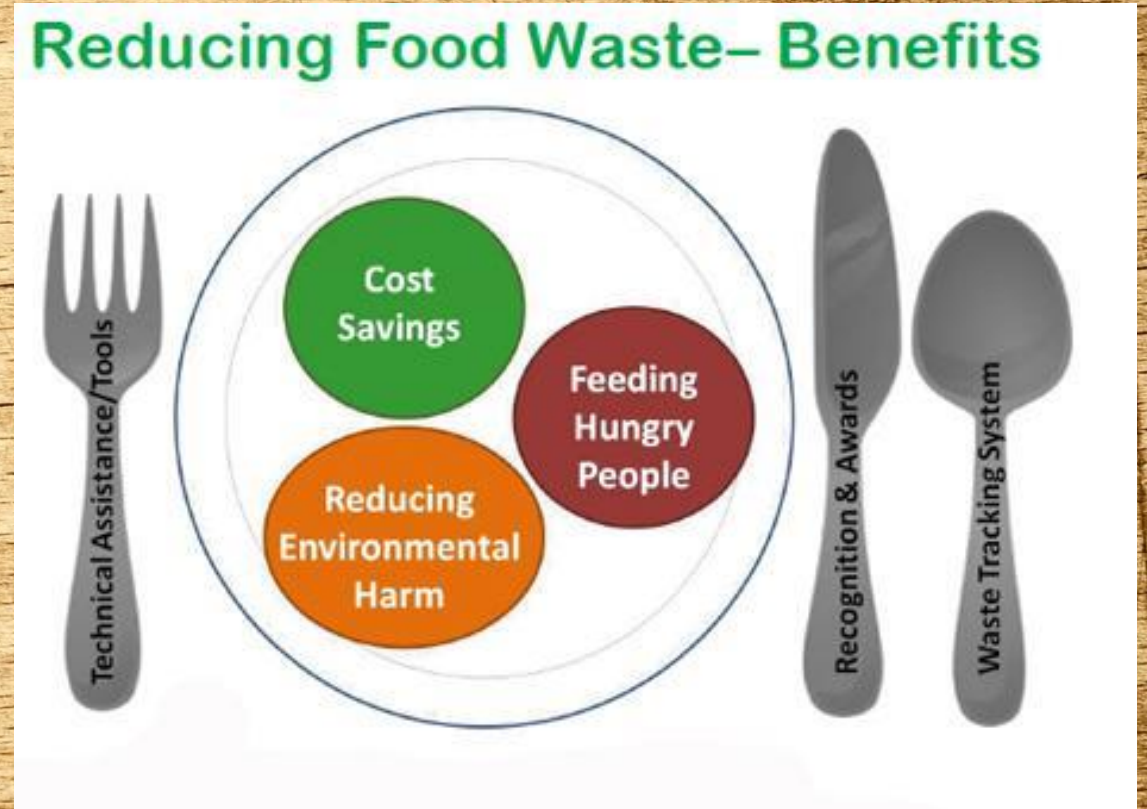 Reducing Food Waste– Benefits
Technical Assistance/Tools
Cost
Savings
Feeding
Hungry
People
Reducing
Environmental
Harm
Recognition & Awards
Waste Tracking System